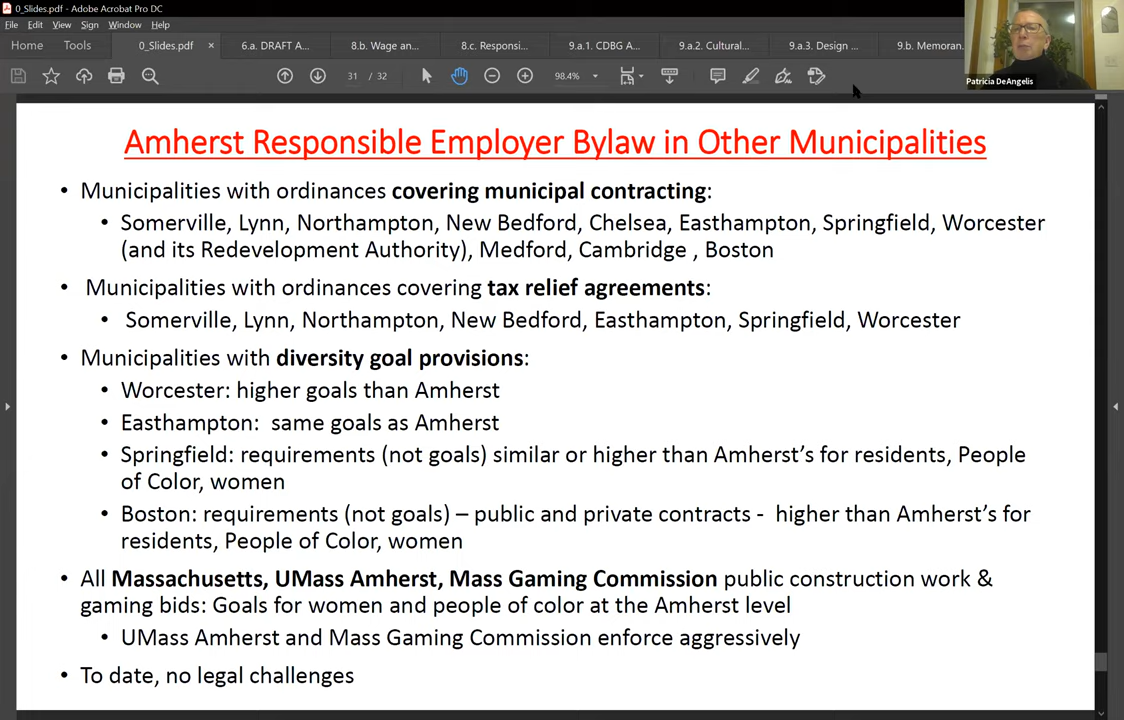 0_Slides.pdf - Adobe Acrobat Pro DC
File Edit View Sign Window Help
Home Tools 0_Slides.pdf × 6.a. DRAFT A... 8.b. Wage an... 8.c. Responsi... 9.a.1. CDBG A... 9.a.2. Cultural... 9.a.3. Design ... 9.b. Memoran...
31 / 32 98.4%
Patricia DeAngelis
Amherst Responsible Employer Bylaw in Other Municipalities
• Municipalities with ordinances covering municipal contracting:
• Somerville, Lynn, Northampton, New Bedford, Chelsea, Easthampton, Springfield, Worcester
(and its Redevelopment Authority), Medford, Cambridge , Boston
• Municipalities with ordinances covering tax relief agreements:
• Somerville, Lynn, Northampton, New Bedford, Easthampton, Springfield, Worcester
• Municipalities with diversity goal provisions:
• Worcester: higher goals than Amherst
• Easthampton: same goals as Amherst
• Springfield: requirements (not goals) similar or higher than Amherst’s for residents, People
of Color, women
• Boston: requirements (not goals) – public and private contracts - higher than Amherst’s for
residents, People of Color, women
• All Massachusetts, UMass Amherst, Mass Gaming Commission public construction work &
gaming bids: Goals for women and people of color at the Amherst level
• UMass Amherst and Mass Gaming Commission enforce aggressively
• To date, no legal challenges